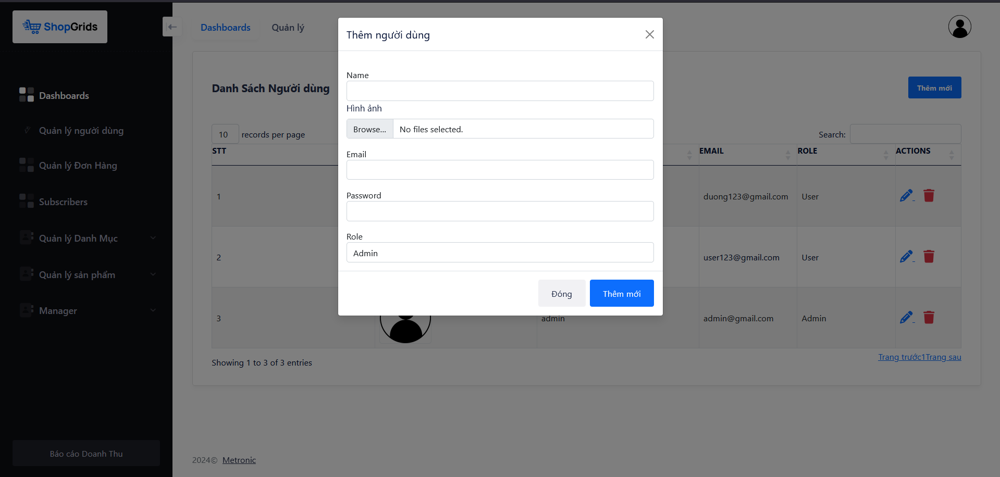 ShopGrids
Dashboards
Quản lý
Dashboards
Quản lý người dùng
Quản lý Đơn Hàng
Subscribers
Quản lý Danh Mục
Quản lý sản phẩm
Manager
Báo cáo Doanh Thu
Danh Sách Người dùng
Thêm mới
10 records per page
Search:
STT EMAIL ROLE ACTIONS
1 duong123@gmail.com User
2 user123@gmail.com User
3 admin admin@gmail.com Admin
Showing 1 to 3 of 3 entries
Trang trước1Trang sau
2024© Metronic
Thêm người dùng
Name
Hình ảnh
Browse... No files selected.
Email
Password
Role
Admin
Đóng Thêm mới